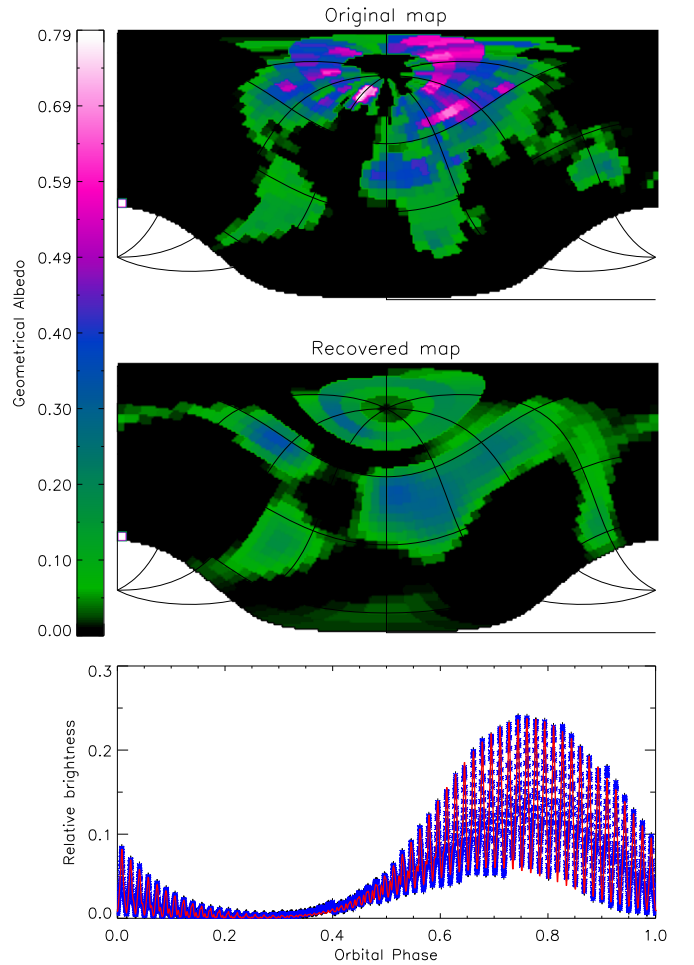 Original map
0.79
0.69
0.59
0.49
0.40
0.30
0.20
0.10
0.00
Geometrical Albedo
Recovered map
0.3
0.2
0.1
0.0
Relative brightness
0.0 0.2 0.4 0.6 0.8 1.0
Orbital Phase